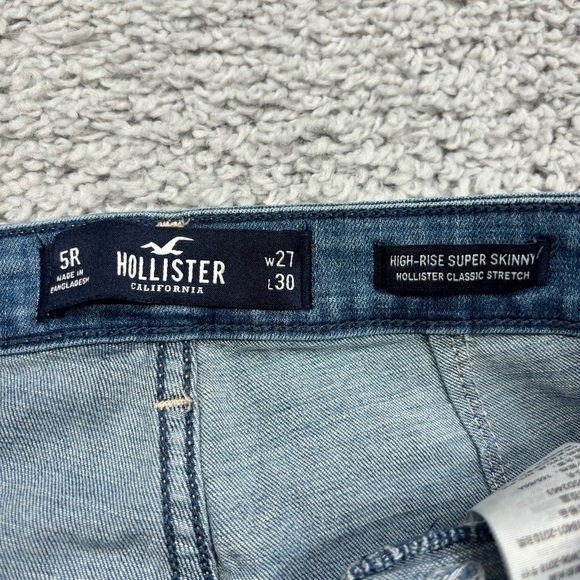 5R
MADE IN
BANGLADESH
HOLLISTER
CALIFORNIA
W27
L30
HIGH-RISE SUPER SKINNY
HOLLISTER CLASSIC STRETCH